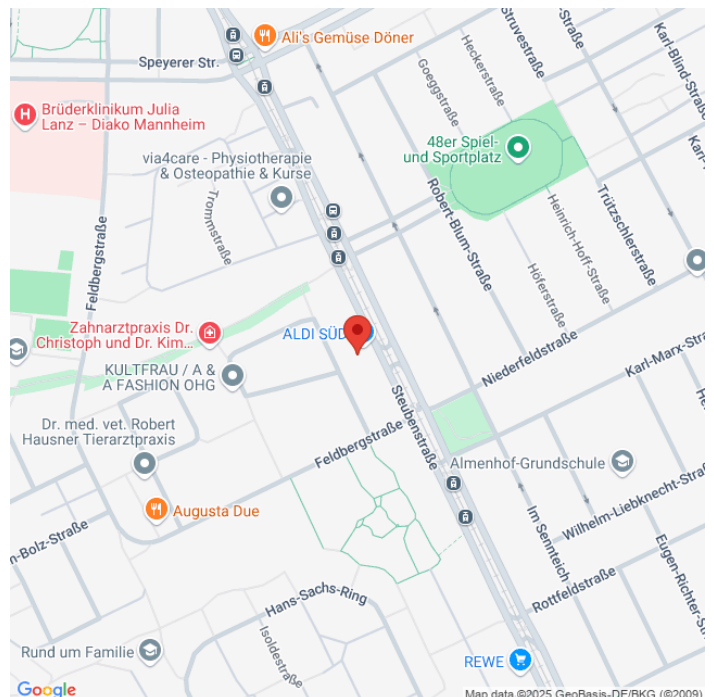 Ali's Gemüse Döner
Speyerer Str.
Struvestraße
Karl-Blind-Straße
Heckerstraße
Goeggstraße
Brüderklinikum Julia
Lanz – Diako Mannheim
48er Spiel-
und Sportplatz
via4care - Physiotherapie
& Osteopathie & Kurse
Trommstraße
Robert-Blum-Straße
Heinrich-Hoff-Straße
Trützschlerstraße
Höferstraße
Feldbergstraße
Zahnarztpraxis Dr.
Christoph und Dr. Kim...
ALDI SÜD
Niederfeldstraße
Karl-Marx-Stra
KULTFRAU / A &
A FASHION OHG
Steubenstraße
Dr. med. vet. Robert
Hausner Tierarztpraxis
Feldbergstraße
Almenhof-Grundschule
Augusta Due
Wilhelm-Liebknecht-Straß
Im Sennteich
n-Bolz-Straße
Eugen-Richter-Str
Rottfeldstraße
Hans-Sachs-Ring
Isoldestraße
Rund um Familie
REWE
Google
Map data ©2025 GeoBasis-DE/BKG (©2009)